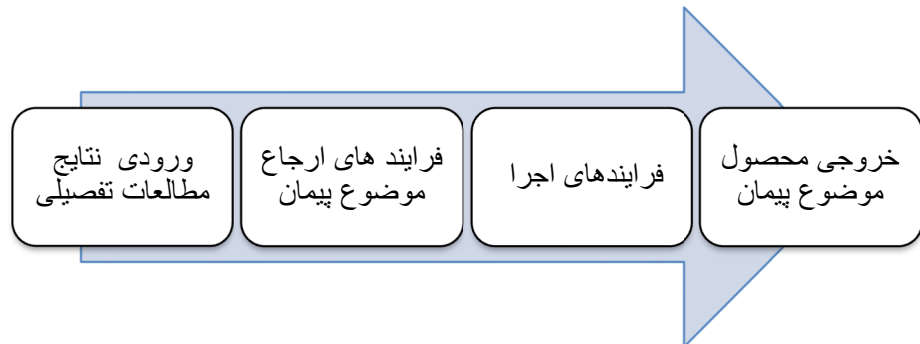 ورودی نتایج
مطالعات تفصیلی
فرایند های ارجاع
موضوع پیمان
فرایندهای اجرا
خروجی محصول
موضوع پیمان